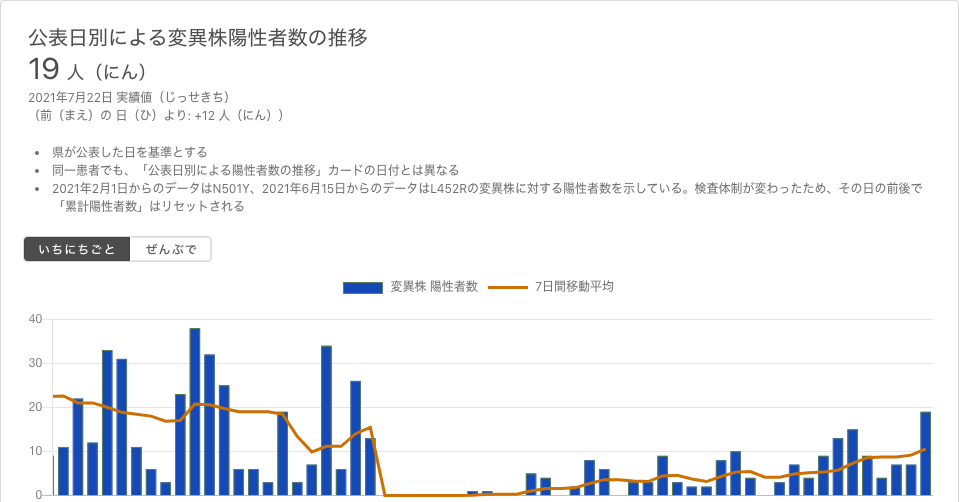 公表日別による変異株陽性者数の推移
19 人（にん）
2021年7月22日 実績値（じっせきち）
（前（まえ）の 日（ひ）より: +12 人（にん））
• 県が公表した日を基準とする
• 同一患者でも、「公表日別による陽性者数の推移」カードの日付とは異なる
• 2021年2月1日からのデータはN501Y、2021年6月15日からのデータはL452Rの変異株に対する陽性者数を示している。検査体制が変わったため、その日の前後で
「累計陽性者数」はリセットされる
いちにちごと ぜんぶで
変異株 陽性者数 7日間移動平均
40
30
20
10
0